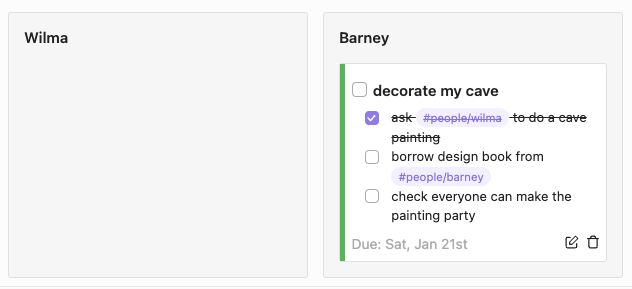 Wilma
Barney
decorate my cave
ask #people/wilma to do a cave
painting
borrow design book from
#people/barney
check everyone can make the
painting party
Due: Sat, Jan 21st